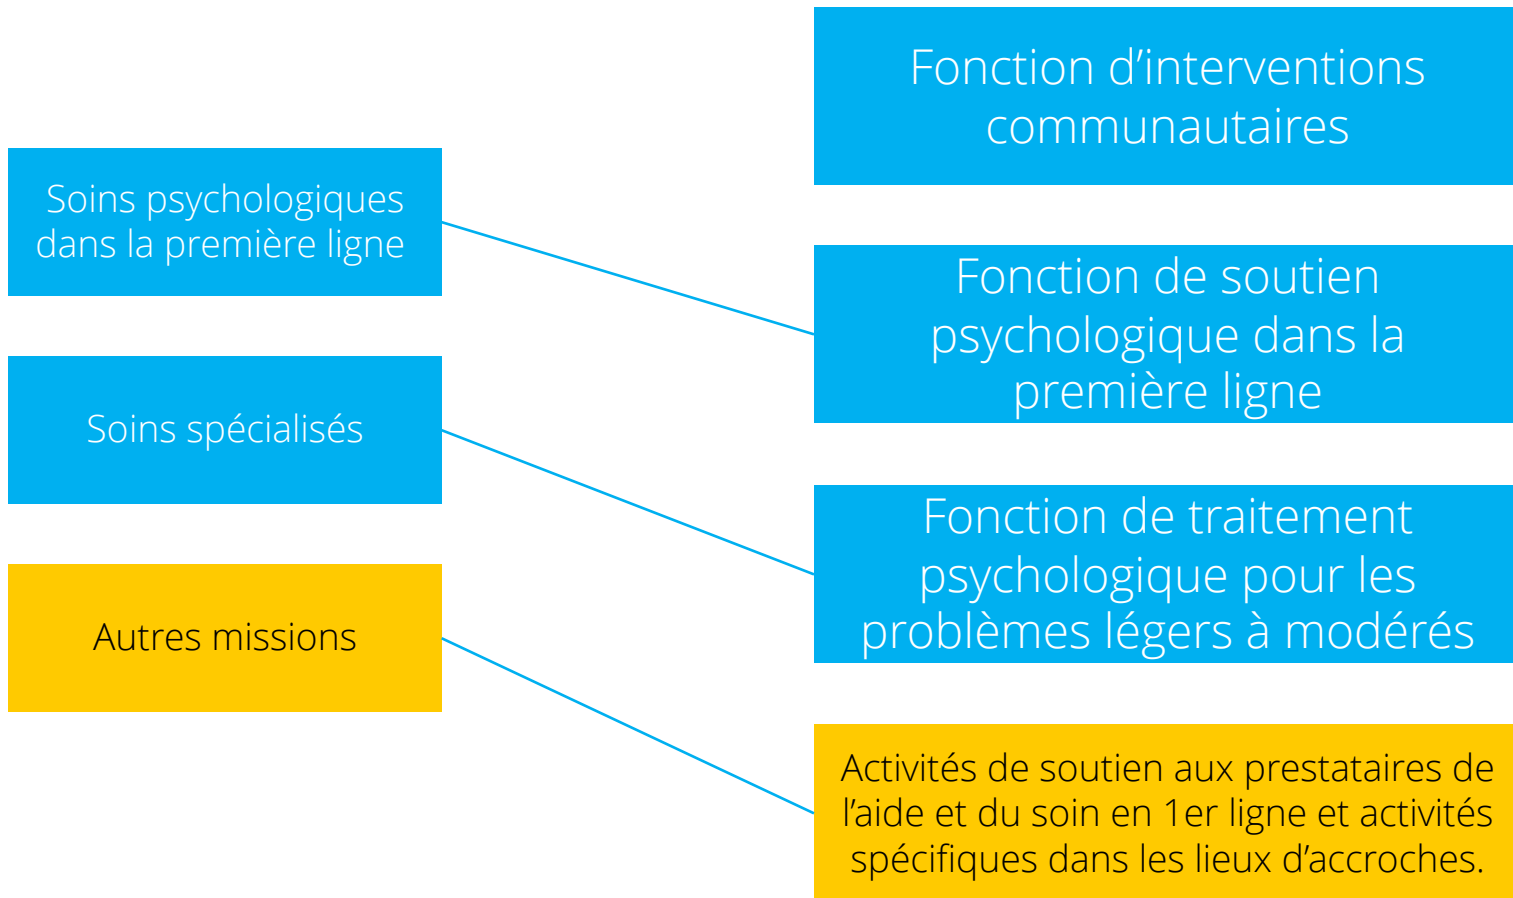 Soins psychologiques
dans la première ligne
Soins spécialisés
Autres missions
Fonction d’interventions
communautaires
Fonction de soutien
psychologique dans la
première ligne
Fonction de traitement
psychologique pour les
problèmes légers à modérés
Activités de soutien aux prestataires de
l’aide et du soin en 1er ligne et activités
spécifiques dans les lieux d’accroches.